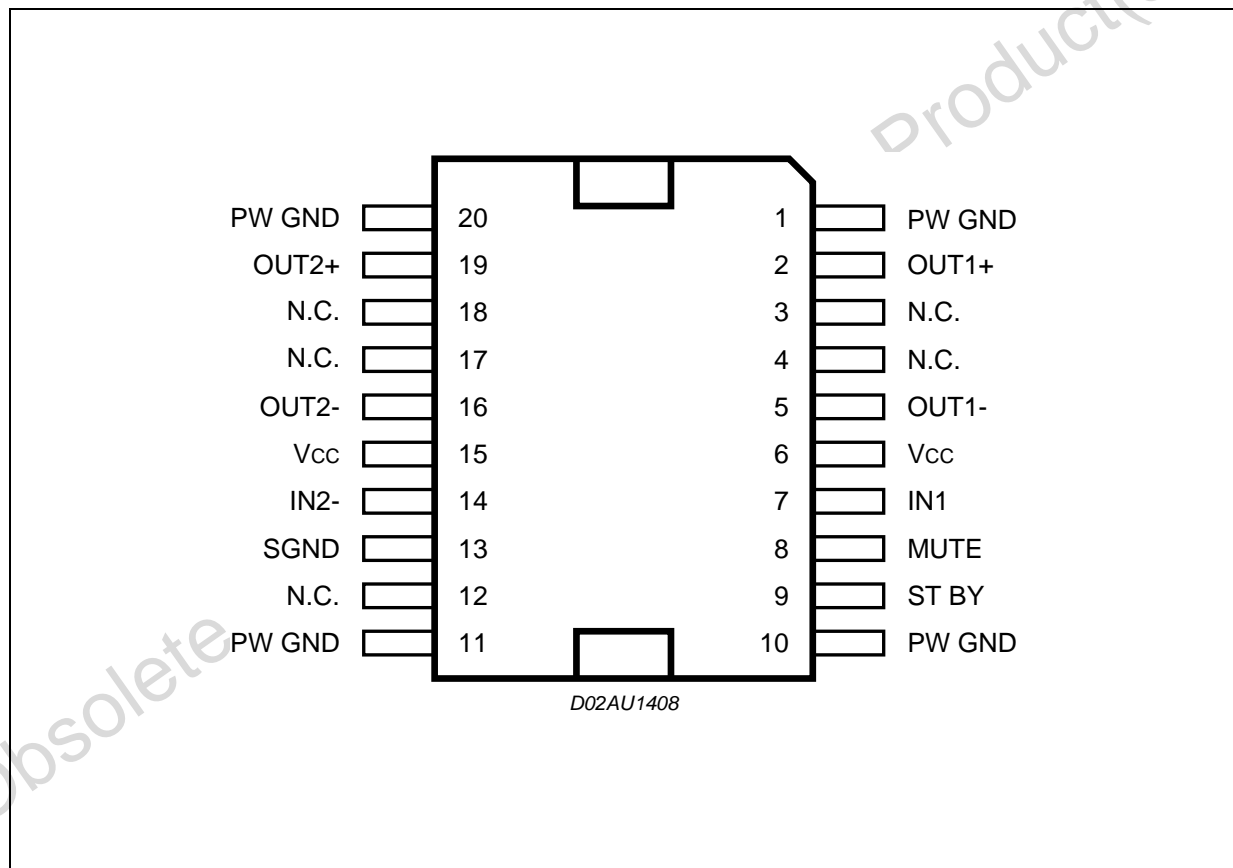 Product(
PW GND 20 1 PW GND
OUT2+ 19 2 OUT1+
N.C. 18 3 N.C.
N.C. 17 4 N.C.
OUT2- 16 5 OUT1-
VCC 15 6 VCC
IN2- 14 7 IN1
SGND 13 8 MUTE
N.C. 12 9 ST BY
PW GND 11 10 PW GND
D02AU1408
Obsolete